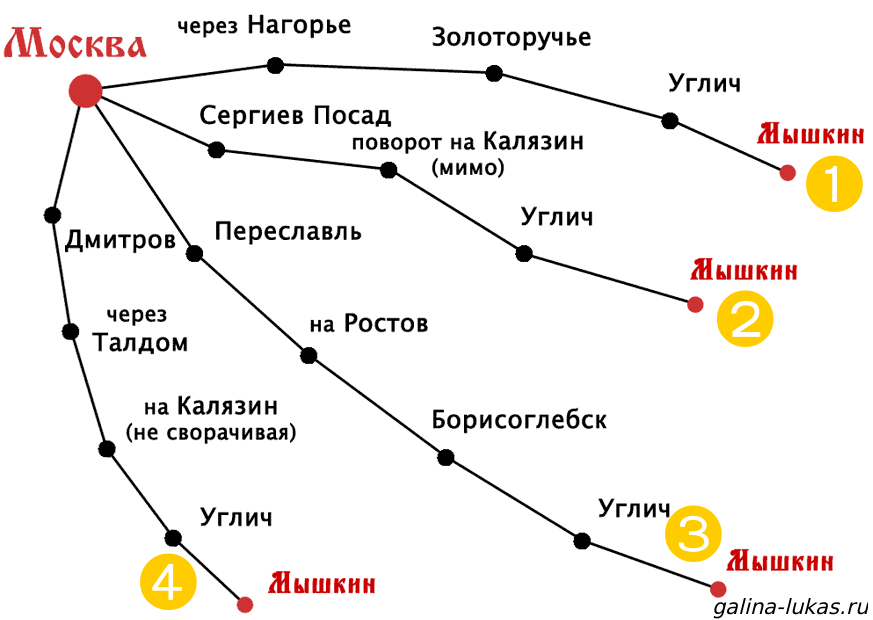 Москва
через Нагорье
Золоторучье
Углич
Мышкин
1
Сергиев Посад
поворот на Калязин
(мимо)
Углич
Мышкин
2
Дмитров
Переславль
через
Талдом
на Ростов
на Калязин
(не сворачивая)
Борисоглебск
Углич
Углич
3
Мышкин
4
Мышкин
galina-lukas.ru